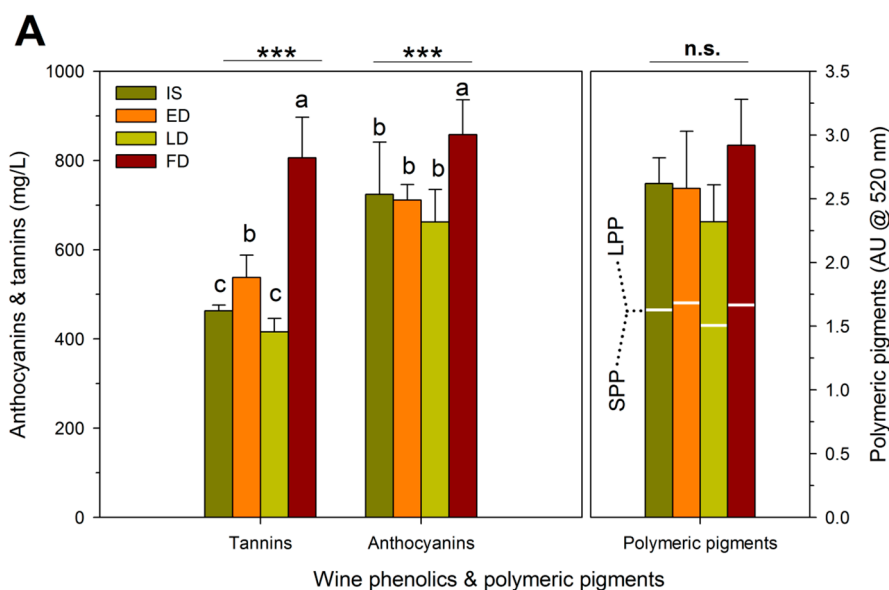 A
*** *** n.s.
1000
800
600
400
200
0
Anthocyanins & tannins (mg/L)
IS
ED
LD
FD
c b c a
b b b a
LPP
SPP
3.5
3.0
2.5
2.0
1.5
1.0
0.5
0.0
Polymeric pigments (AU @ 520 nm)
Tannins Anthocyanins Polymeric pigments
Wine phenolics & polymeric pigments